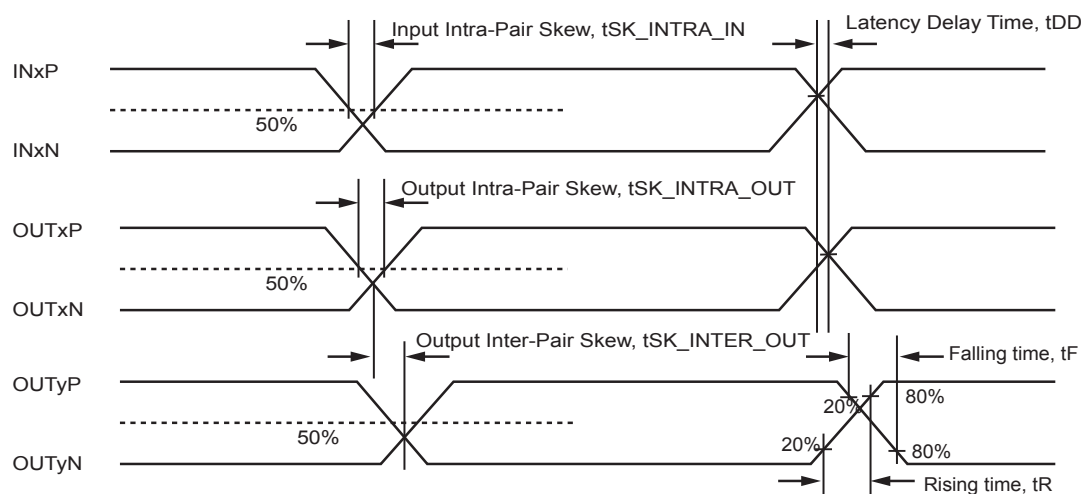 Input Intra-Pair Skew, tSK_INTRA_IN
Latency Delay Time, tDD
INxP
50%
INxN
Output Intra-Pair Skew, tSK_INTRA_OUT
OUTxP
50%
OUTxN
Output Inter-Pair Skew, tSK_INTER_OUT
Falling time, tF
OUTyP
20%
80%
50%
20%
80%
OUTyN
Rising time, tR